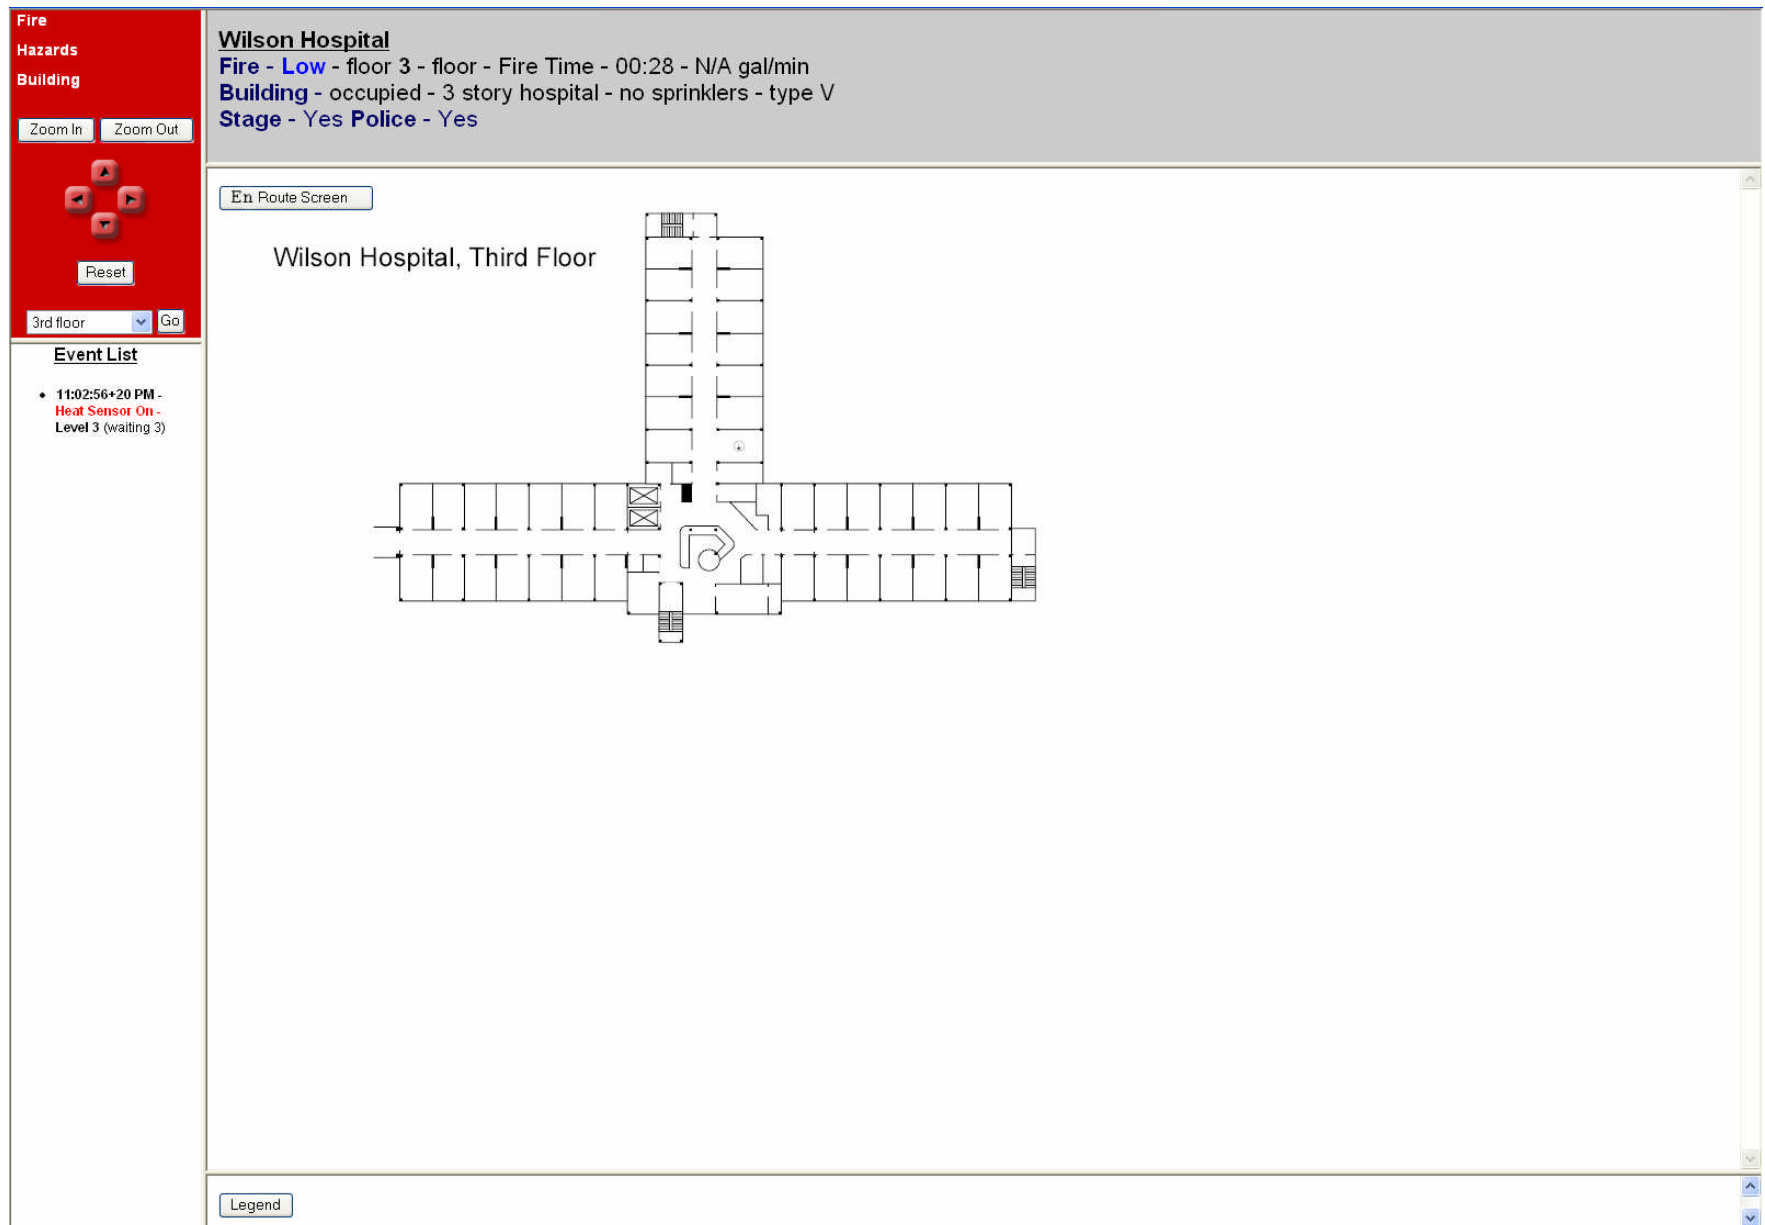 Fire
Hazards
Building
Zoom In
Zoom Out
Reset
3rd floor
Go
Event List
11:02:56+20 PM -
Heat Sensor On -
Level 3 (waiting 3)
Wilson Hospital
Fire - Low - floor 3 - floor - Fire Time - 00:28 - N/A gal/min
Building - occupied - 3 story hospital - no sprinklers - type V
Stage - Yes Police - Yes
En Route Screen
Wilson Hospital, Third Floor
Legend